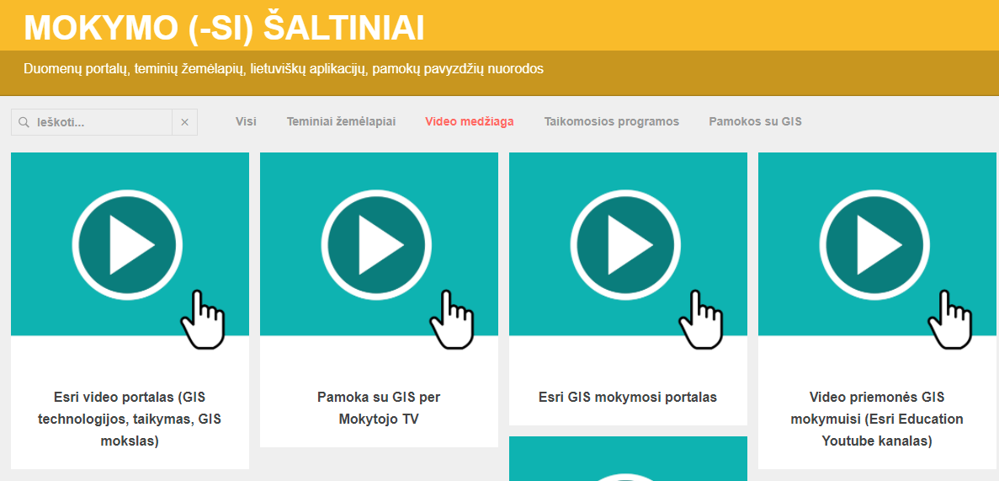 MOKYMO (-SI) ŠALTINIAI
Duomenų portalų, teminių žemėlapių, lietuviškų aplikacijų, pamokų pavyzdžių nuorodos
Ieškoti...
Visi
Teminiai žemėlapiai
Video medžiaga
Taikomosios programos
Pamokos su GIS
Esri video portalas (GIS
technologijos, taikymas, GIS
mokslas)
Pamoka su GIS per
Mokytojo TV
Esri GIS mokymosi portalas
Video priemonės GIS
mokymuisi (Esri Education
Youtube kanalas)